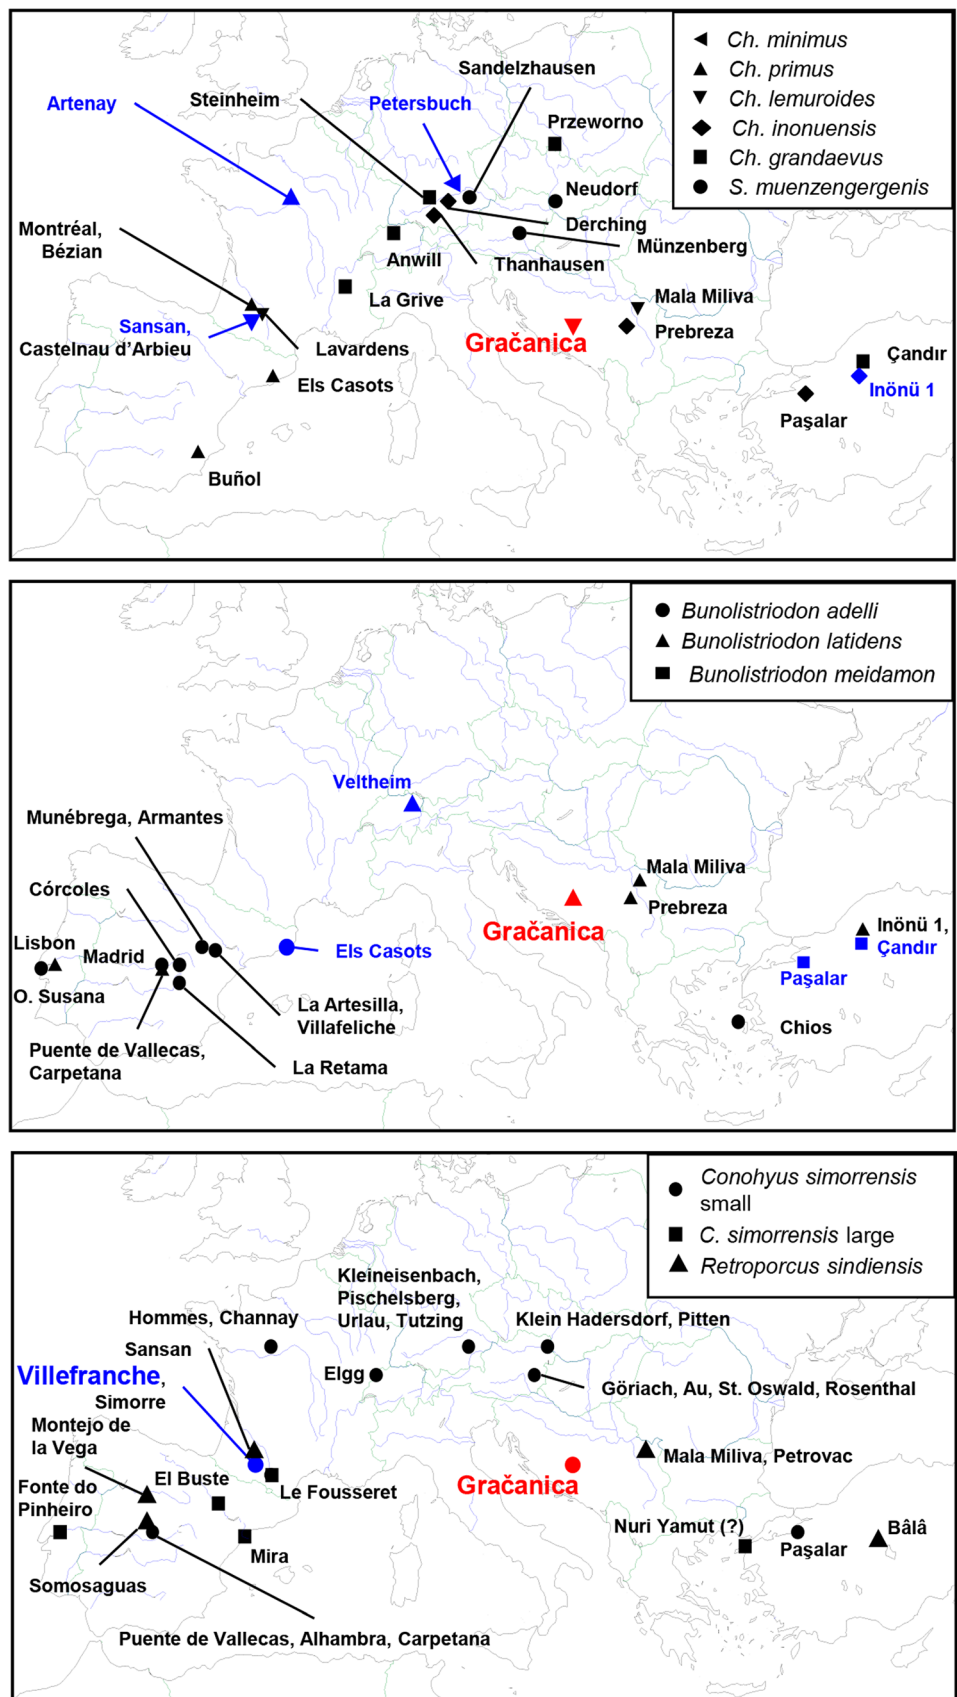 Ch. minimus
Ch. primus
Ch. lemuroides
Ch. inonuensis
Ch. grandaevus
S. muenzengergenis
Sandelzhausen
Artenay
Steinheim
Petersbuch
Przeworno
Neudorf
Derching
Münzenberg
Montréal,
Bézian
Anwill
Thanhausen
La Grive
Mala Miliva
Sansan,
Castelnau d’Arbieu
Lavardens
Gračanica
Prebreza
Çandır
Inönü 1
Els Casots
Paşalar
Buñol
Bunolistriodon adelli
Bunolistriodon latidens
Bunolistriodon meidamon
Veltheim
Munébrega, Armantes
Mala Miliva
Córcoles
Prebreza
Gračanica
Inönü 1,
Çandır
Lisbon
Madrid
Els Casots
Paşalar
O. Susana
La Artesilla,
Villafeliche
Chios
Puente de Vallecas,
Carpetana
La Retama
Conohyus simorrensis
small
C. simorrensis large
Retroporcus sindiensis
Kleineisenbach,
Pischelsberg,
Urlau, Tutzing
Hommes, Channay
Klein Hadersdorf, Pitten
Sansan
Elgg
Villefranche,
Simorre
Göriach, Au, St. Oswald, Rosenthal
Montejo de
la Vega
Mala Miliva, Petrovac
El Buste
Gračanica
Fonte do
Pinheiro
Le Fousseret
Nuri Yamut (?)
Bâlâ
Paşalar
Mira
Somosaguas
Puente de Vallecas, Alhambra, Carpetana